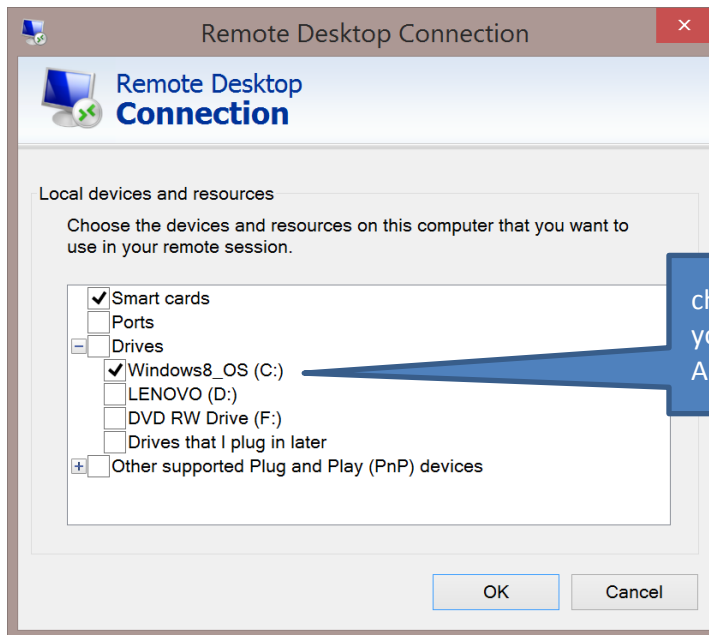 Remote Desktop Connection
Remote Desktop
Connection
Local devices and resources
Choose the devices and resources on this computer that you want to
use in your remote session.
Smart cards
Ports
Drives
Windows8_OS (C:)
LENOVO (D:)
DVD RW Drive (F:)
Drives that I plug in later
Other supported Plug and Play (PnP) devices
OK
Cancel